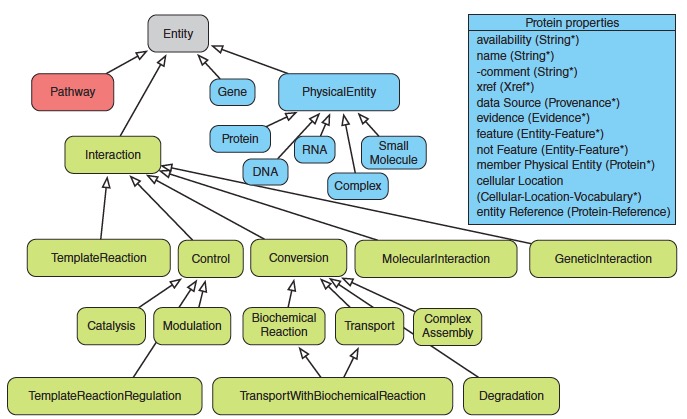 Entity
Pathway
Gene
PhysicalEntity
Protein
DNA
RNA
Complex
Small
Molecule
Interaction
TemplateReaction
Control
Conversion
MolecularInteraction
GeneticInteraction
Catalysis
Modulation
Biochemical
Reaction
Transport
Complex
Assembly
TemplateReactionRegulation
TransportWithBiochemicalReaction
Degradation
Protein properties
availability (String*)
name (String*)
-comment (String*)
xref (Xref*)
data Source (Provenance*)
evidence (Evidence*)
feature (Entity-Feature*)
not Feature (Entity-Feature*)
member Physical Entity (Protein*)
cellular Location
(Cellular-Location-Vocabulary*)
entity Reference (Protein-Reference)